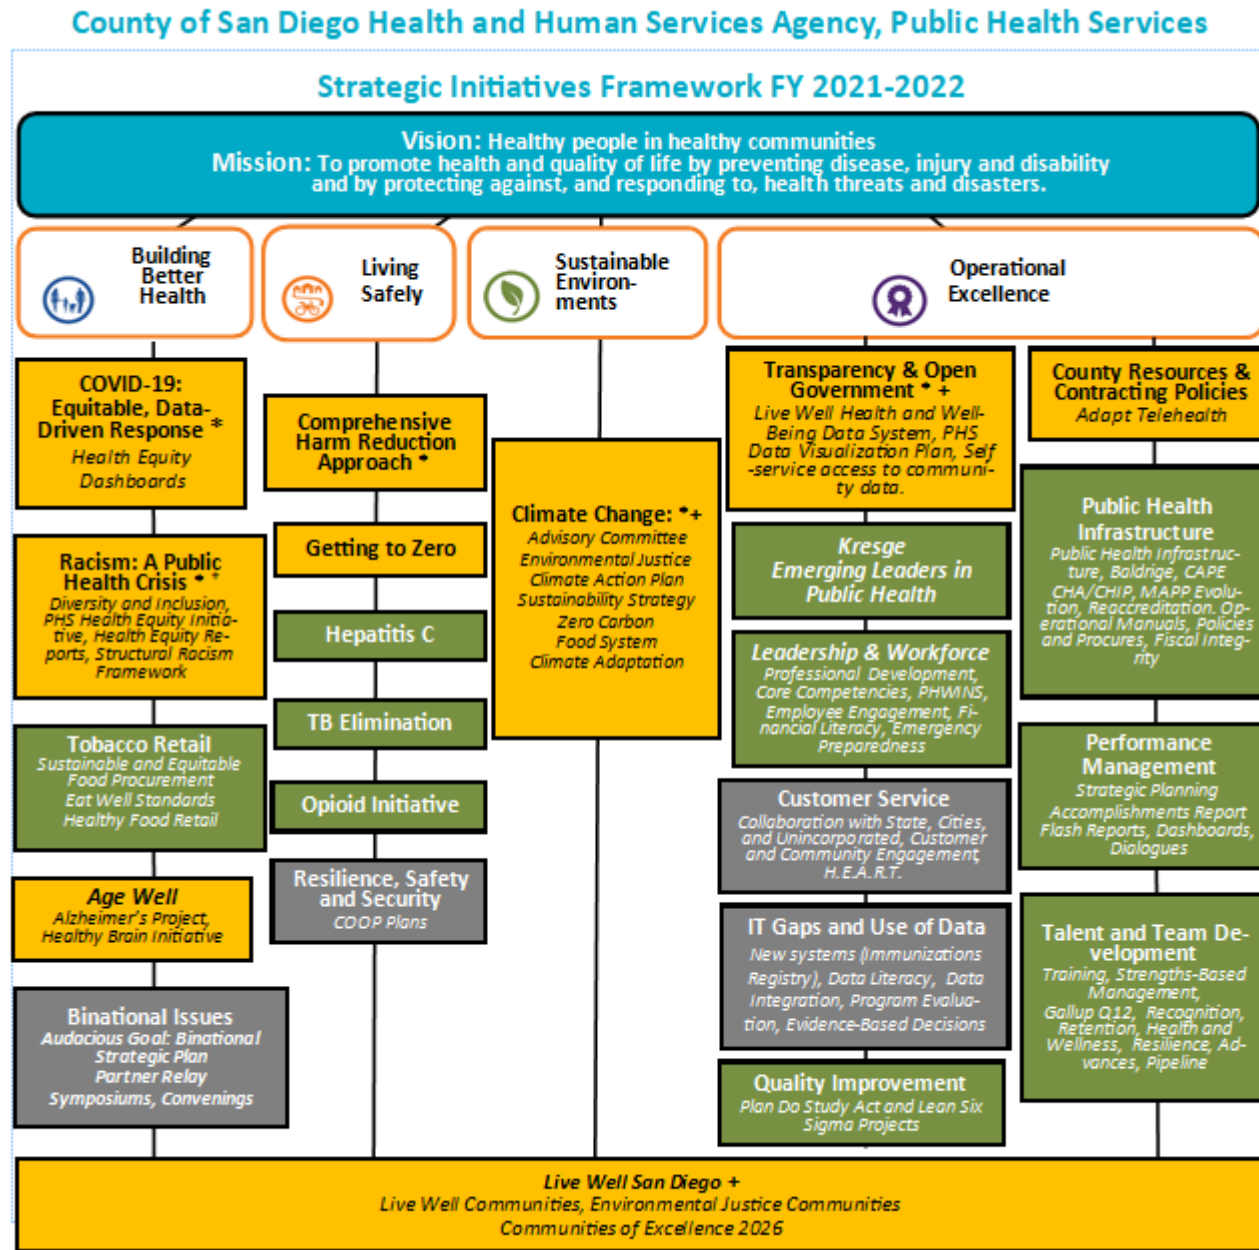 County of San Diego Health and Human Services Agency, Public Health Services
Strategic Initiatives Framework FY 2021-2022
Vision: Healthy people in healthy communities
Mission: To promote health and quality of life by preventing disease, injury and disability
and by protecting against, and responding to, health threats and disasters.
Building
Better
Health
Living
Safely
Sustainable
Environ-
ments
Operational
Excellence
COVID-19:
Equitable, Data-
Driven Response *
Health Equity
Dashboards
Racism: A Public
Health Crisis * +
Diversity and Inclusion,
PHS Health Equity Initia-
tive, Health Equity Re-
ports, Structural Racism
Framework
Tobacco Retail
Sustainable and Equitable
Food Procurement
Eat Well Standards
Healthy Food Retail
Age Well
Alzheimer's Project,
Healthy Brain Initiative
Binational Issues
Audacious Goal: Binational
Strategic Plan
Partner Relay
Symposiums, Convenings
Comprehensive
Harm Reduction
Approach *
Getting to Zero
Hepatitis C
TB Elimination
Opioid Initiative
Resilience, Safety
and Security
COOP Plans
Climate Change: *+
Advisory Committee
Environmental Justice
Climate Action Plan
Sustainability Strategy
Zero Carbon
Food System
Climate Adaptation
Transparency & Open
Government * +
Live Well Health and Well-
Being Data System, PHS
Data Visualization Plan, Self
-service access to communi-
ty data.
Kresge
Emerging Leaders in
Public Health
Leadership & Workforce
Professional Development,
Core Competencies, PHWINS,
Employee Engagement, Fi-
nancial Literacy, Emergency
Preparedness
Customer Service
Collaboration with State, Cities,
and Unincorporated, Customer
and Community Engagement,
H.E.A.R.T.
IT Gaps and Use of Data
New systems (Immunizations
Registry), Data Literacy, Data
Integration, Program Evalua-
tion, Evidence-Based Decisions
Quality Improvement
Plan Do Study Act and Lean Six
Sigma Projects
County Resources &
Contracting Policies
Adapt Telehealth
Public Health
Infrastructure
Public Health Infrastruc-
ture, Baldrige, CAPE
CHA/CHIP, MAPP Evolu-
tion, Reaccreditation. Op-
erational Manuals, Policies
and Procures, Fiscal Integ-
rity
Performance
Management
Strategic Planning
Accomplishments Report
Flash Reports, Dashboards,
Dialogues
Talent and Team De-
velopment
Training, Strengths-Based
Management,
Gallup Q12, Recognition,
Retention, Health and
Wellness, Resilience, Ad-
vances, Pipeline
Live Well San Diego +
Live Well Communities, Environmental Justice Communities
Communities of Excellence 2026